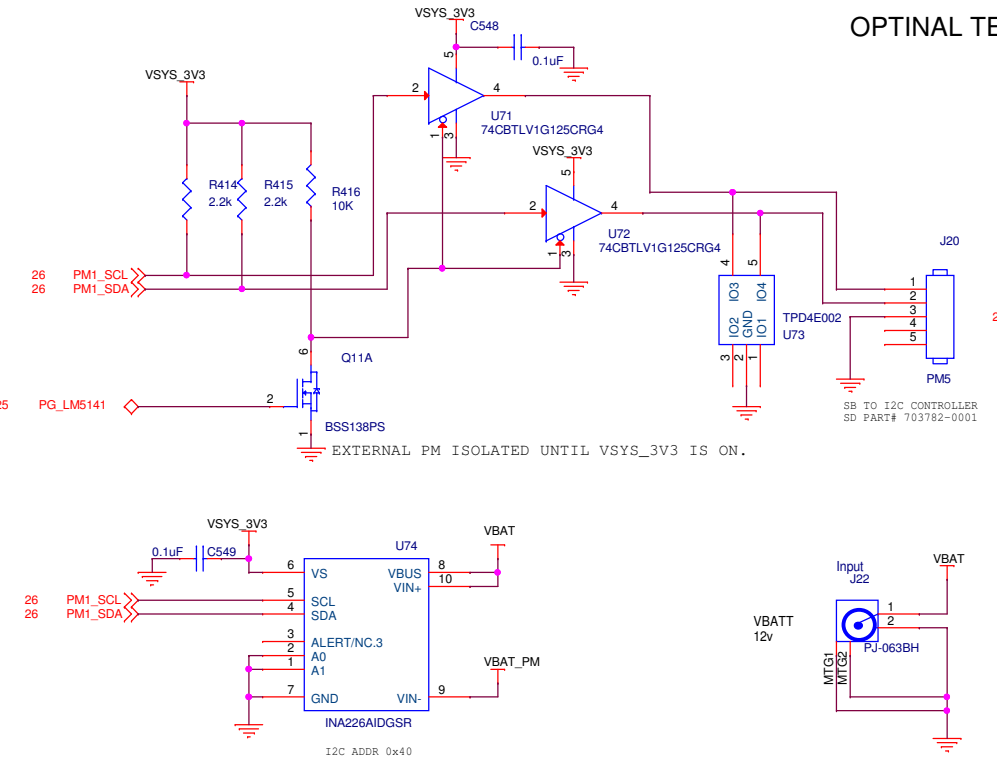 OPTINAL TE
VSYS_3V3
C548
0.1uF
5
2
4
1
3
U71
74CBTLV1G125CRG4
VSYS_3V3
R414
2.2k
R415
2.2k
R416
10K
VSYS_3V3
5
2
4
1
3
U72
74CBTLV1G125CRG4
26 PM1_SCL
26 PM1_SDA
4
5
IO3
IO4
IO2
GND
IO1
3
2
1
TPD4E002
U73
J20
1
2
3
4
5
PM5
2
SB TO I2C CONTROLLER
SD PART# 703782-0001
6
Q11A
25 PG_LM5141
2
1
BSS138PS
EXTERNAL PM ISOLATED UNTIL VSYS_3V3 IS ON.
VSYS_3V3
0.1uF
C549
U74
VBAT
6 VS
VBUS 8
VIN+ 10
26 PM1_SCL
5 SCL
26 PM1_SDA
4 SDA
3 ALERT/NC.3
2 A0
1 A1
7 GND
VIN- 9
VBAT_PM
INA226AIDGSR
I2C ADDR 0x40
Input
J22
VBAT
1
2
VBATT
12v
PJ-063BH
MTG1
MTG2